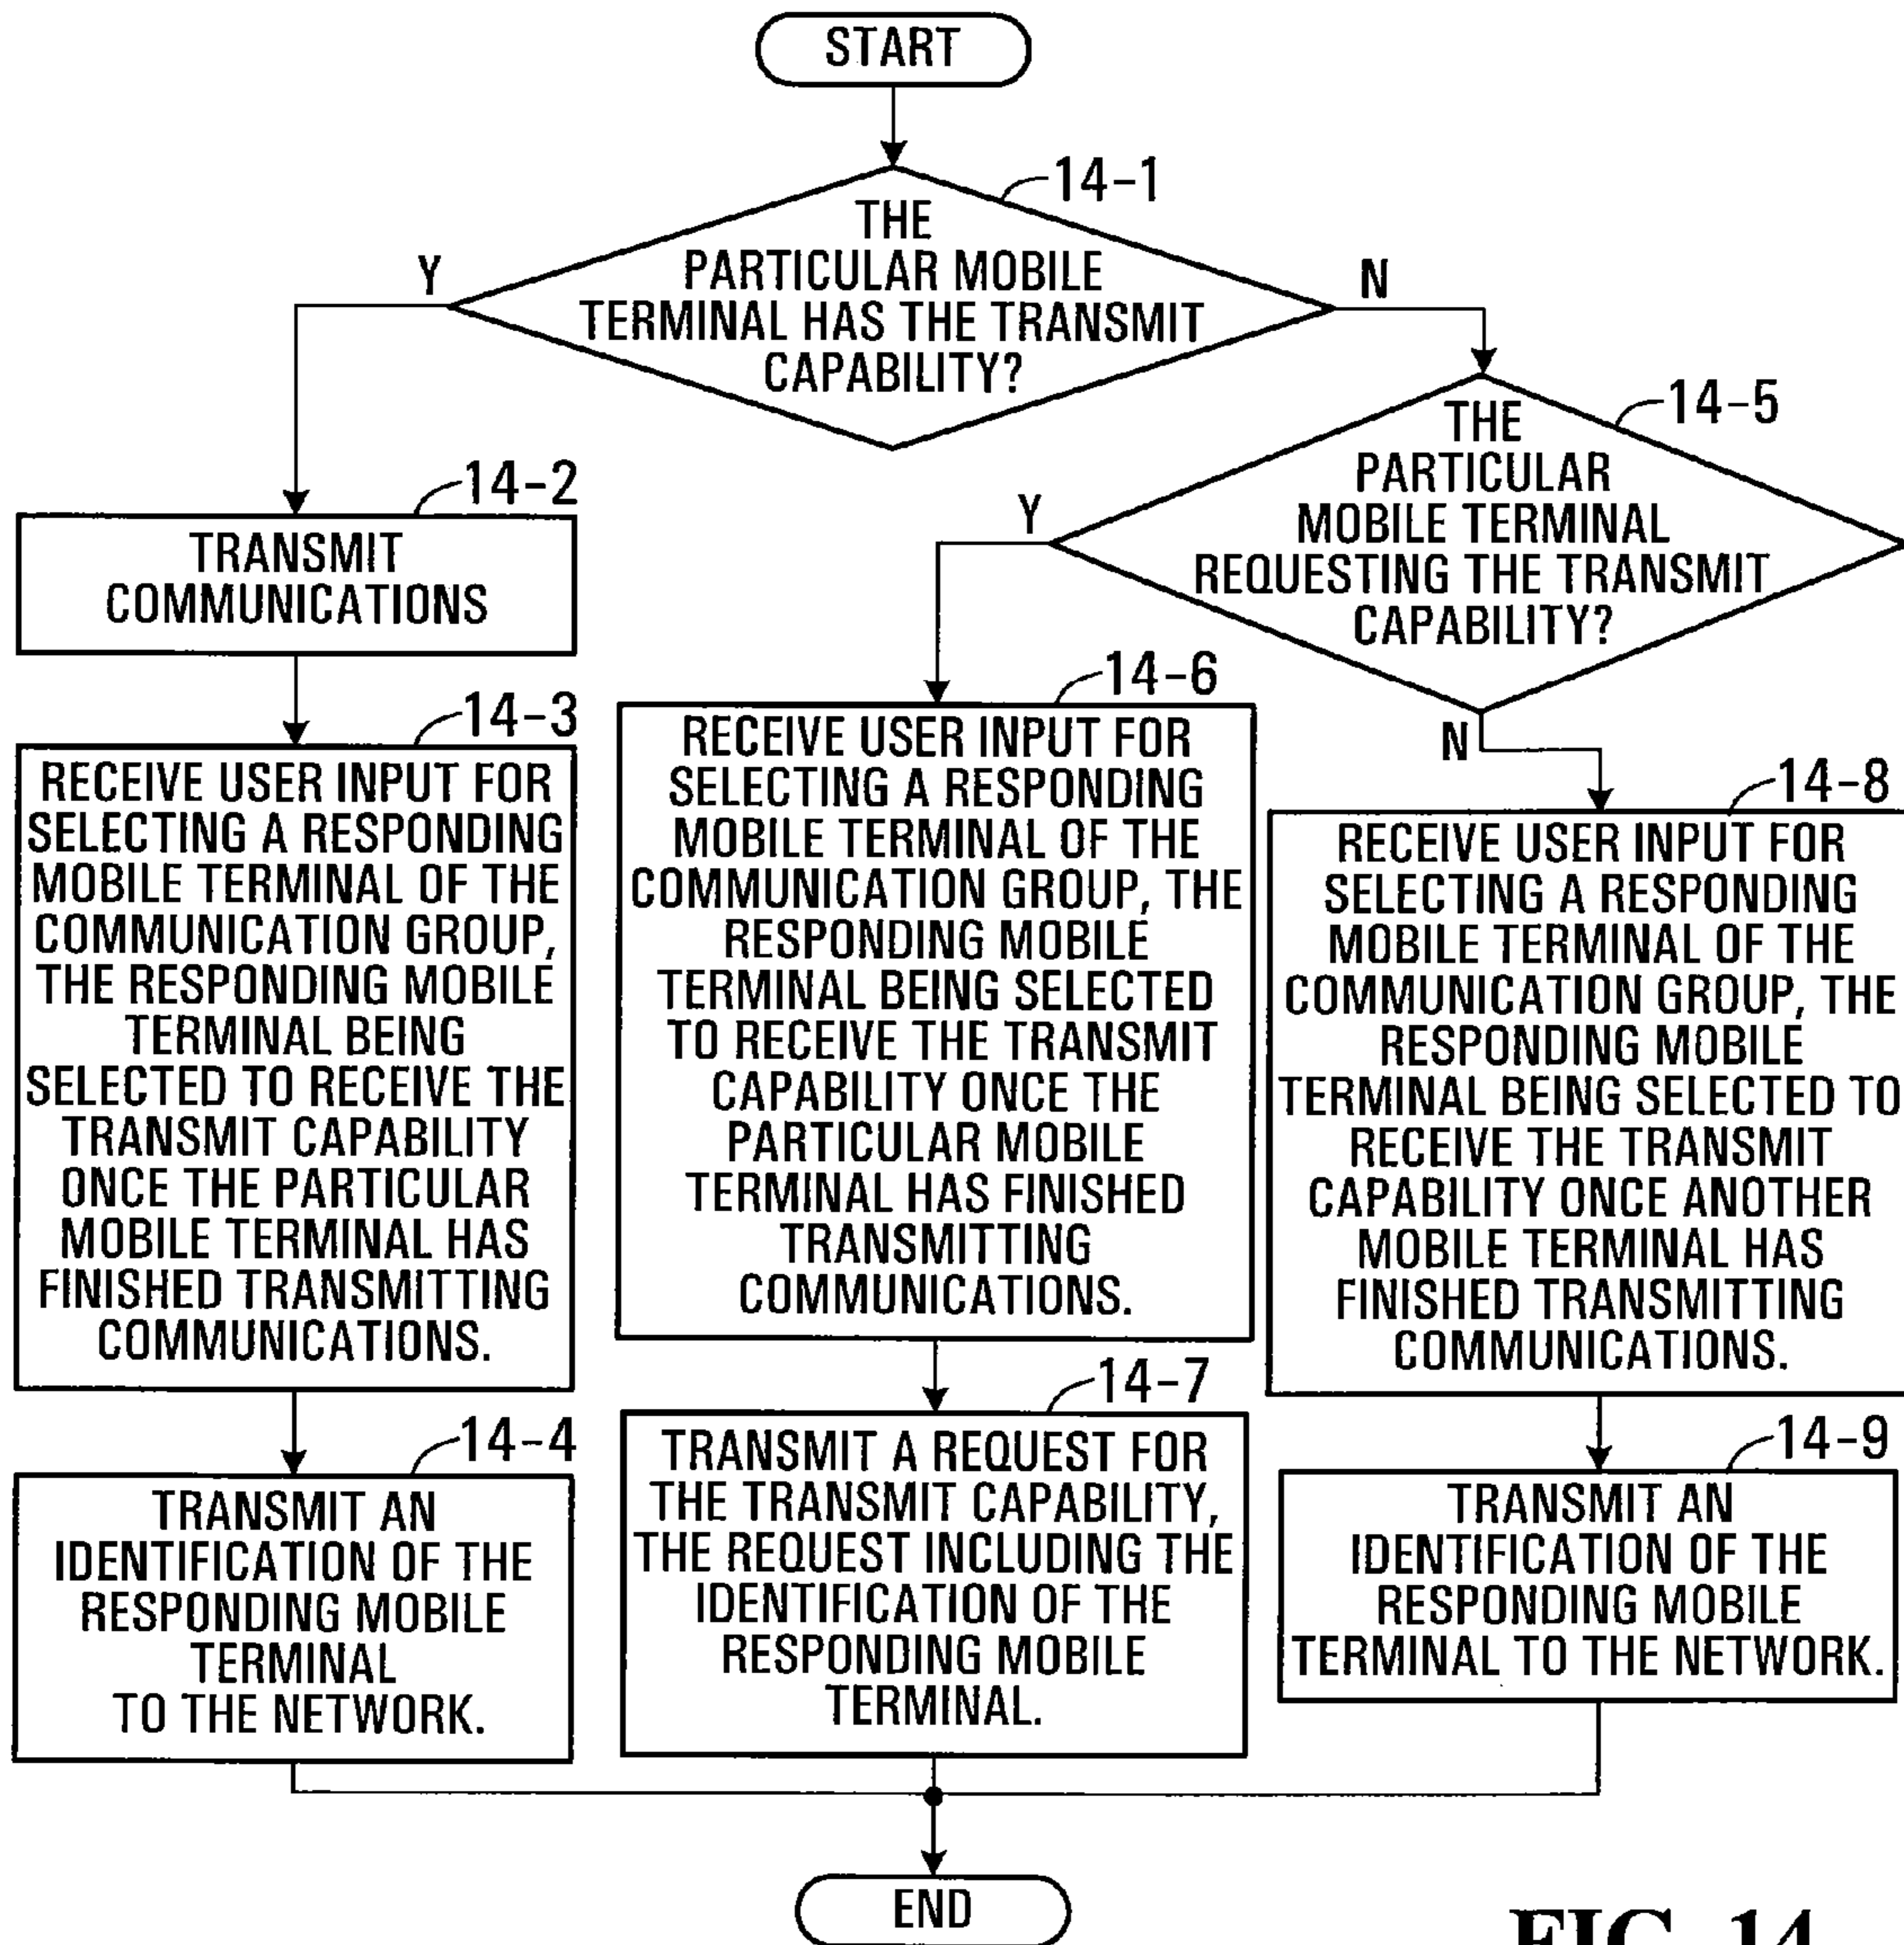 START
14-1
THE
PARTICULAR MOBILE
TERMINAL HAS THE TRANSMIT
CAPABILITY?
Y
N
14-5
THE
PARTICULAR
MOBILE TERMINAL
REQUESTING THE TRANSMIT
CAPABILITY?
Y
N
14-2
TRANSMIT
COMMUNICATIONS
14-3
RECEIVE USER INPUT FOR
SELECTING A RESPONDING
MOBILE TERMINAL OF THE
COMMUNICATION GROUP,
THE RESPONDING MOBILE
TERMINAL BEING
SELECTED TO RECEIVE THE
TRANSMIT CAPABILITY
ONCE THE PARTICULAR
MOBILE TERMINAL HAS
FINISHED TRANSMITTING
COMMUNICATIONS.
14-4
TRANSMIT AN
IDENTIFICATION OF THE
RESPONDING MOBILE
TERMINAL
TO THE NETWORK.
14-6
RECEIVE USER INPUT FOR
SELECTING A RESPONDING
MOBILE TERMINAL OF THE
COMMUNICATION GROUP, THE
RESPONDING MOBILE
TERMINAL BEING SELECTED
TO RECEIVE THE TRANSMIT
CAPABILITY ONCE THE
PARTICULAR MOBILE
TERMINAL HAS FINISHED
TRANSMITTING
COMMUNICATIONS.
14-7
TRANSMIT A REQUEST FOR
THE TRANSMIT CAPABILITY,
THE REQUEST INCLUDING THE
IDENTIFICATION OF THE
RESPONDING MOBILE
TERMINAL.
14-8
RECEIVE USER INPUT FOR
SELECTING A RESPONDING
MOBILE TERMINAL OF THE
COMMUNICATION GROUP, THE
RESPONDING MOBILE
TERMINAL BEING SELECTED TO
RECEIVE THE TRANSMIT
CAPABILITY ONCE ANOTHER
MOBILE TERMINAL HAS
FINISHED TRANSMITTING
COMMUNICATIONS.
14-9
TRANSMIT AN
IDENTIFICATION OF THE
RESPONDING MOBILE
TERMINAL TO THE NETWORK.
END
FIG. 14